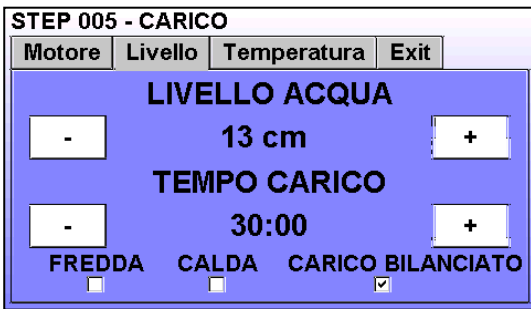 STEP 005 - CARICO
Motore Livello Temperatura Exit
LIVELLO ACQUA
- 13 cm +
TEMPO CARICO
- 30:00 +
FREDDA CALDA CARICO BILANCIATO